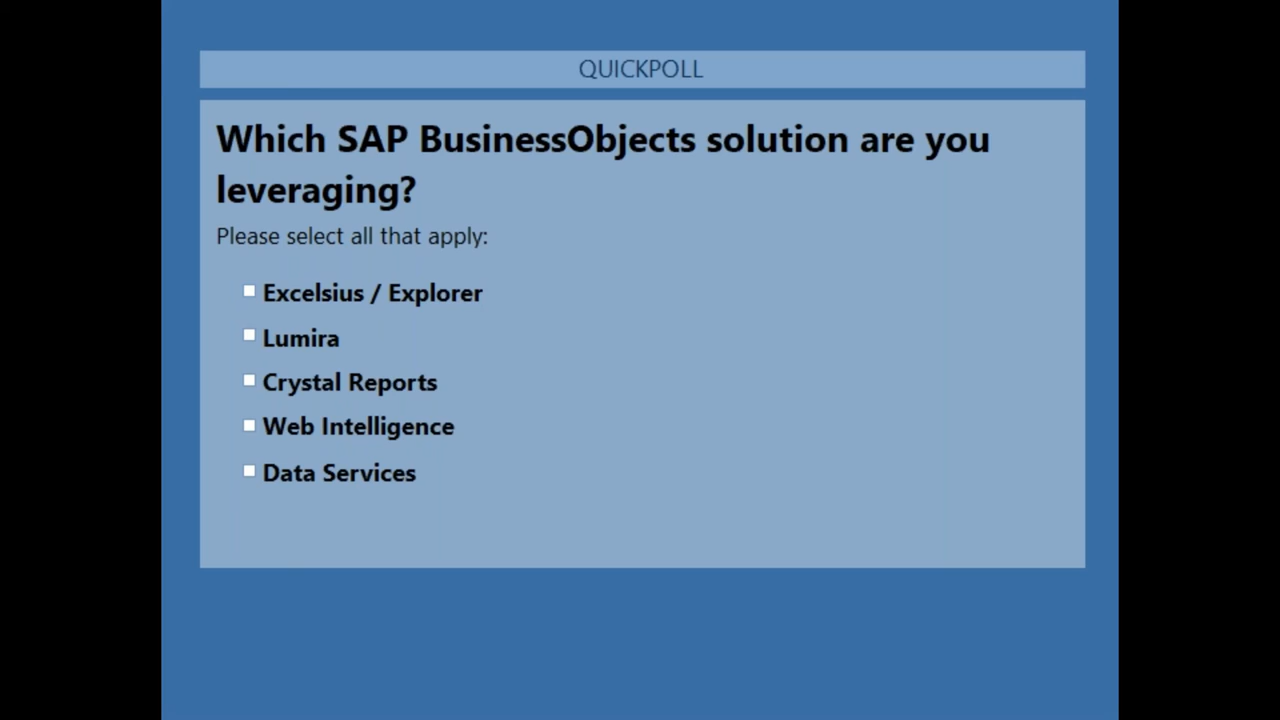 QUICKPOLL
Which SAP BusinessObjects solution are you
leveraging?
Please select all that apply:
Excelsius / Explorer
Lumira
Crystal Reports
Web Intelligence
Data Services